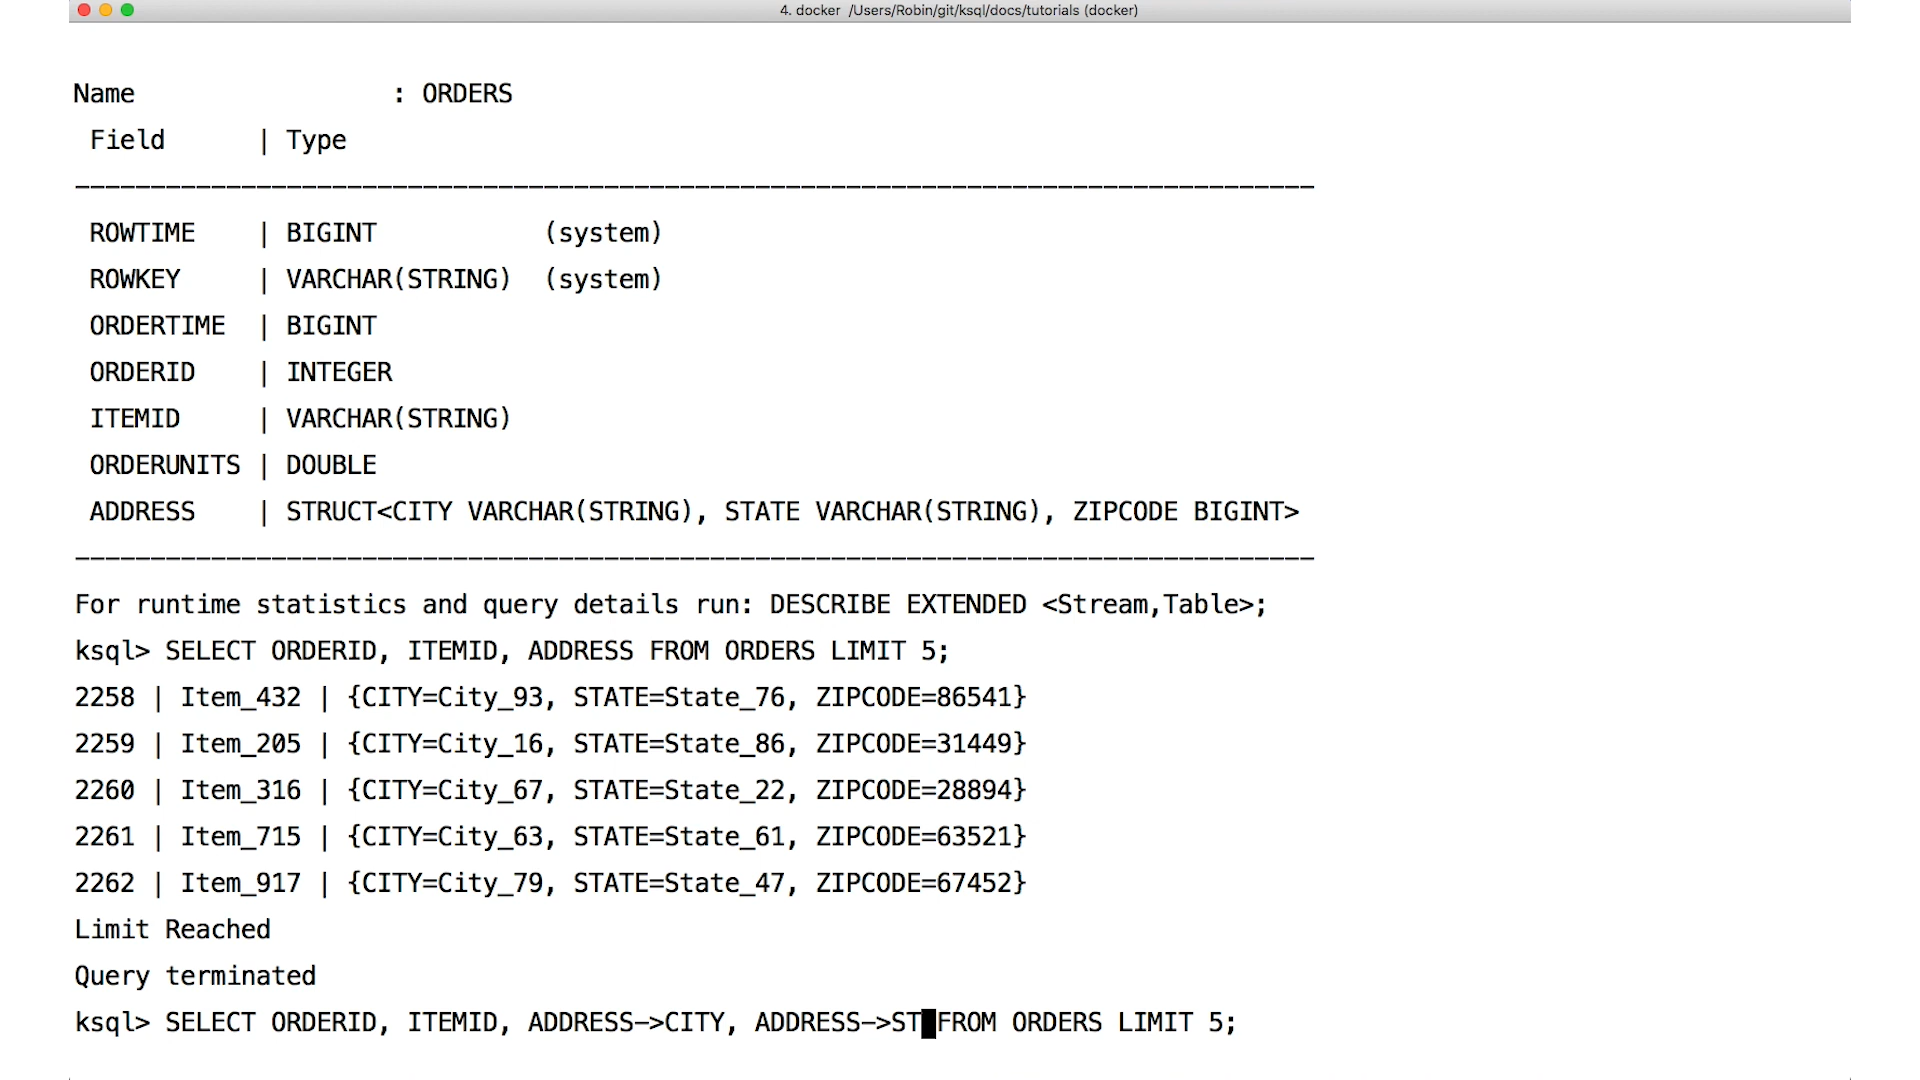 4. docker /Users/Robin/git/ksql/docs/tutorials (docker)
Name                     : ORDERS
 Field      | Type
----------------------------------------------------------------------------------
 ROWTIME    | BIGINT           (system)
 ROWKEY     | VARCHAR(STRING)  (system)
 ORDERTIME  | BIGINT
 ORDERID    | INTEGER
 ITEMID     | VARCHAR(STRING)
 ORDERUNITS | DOUBLE
 ADDRESS    | STRUCT<CITY VARCHAR(STRING), STATE VARCHAR(STRING), ZIPCODE BIGINT>
----------------------------------------------------------------------------------
For runtime statistics and query details run: DESCRIBE EXTENDED <Stream,Table>;
ksql> SELECT ORDERID, ITEMID, ADDRESS FROM ORDERS LIMIT 5;
2258 | Item_432 | {CITY=City_93, STATE=State_76, ZIPCODE=86541}
2259 | Item_205 | {CITY=City_16, STATE=State_86, ZIPCODE=31449}
2260 | Item_316 | {CITY=City_67, STATE=State_22, ZIPCODE=28894}
2261 | Item_715 | {CITY=City_63, STATE=State_61, ZIPCODE=63521}
2262 | Item_917 | {CITY=City_79, STATE=State_47, ZIPCODE=67452}
Limit Reached
Query terminated
ksql> SELECT ORDERID, ITEMID, ADDRESS->CITY, ADDRESS->ST FROM ORDERS LIMIT 5;